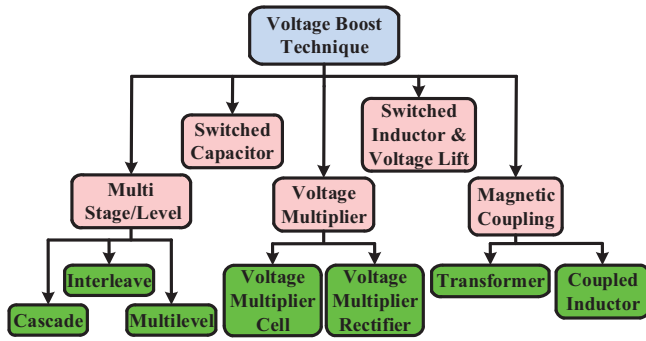 Voltage Boost
Technique
Switched
Capacitor
Switched
Inductor &
Voltage Lift
Multi
Stage/Level
Voltage
Multiplier
Magnetic
Coupling
Interleave
Cascade
Multilevel
Voltage
Multiplier
Cell
Voltage
Multiplier
Rectifier
Transformer
Coupled
Inductor